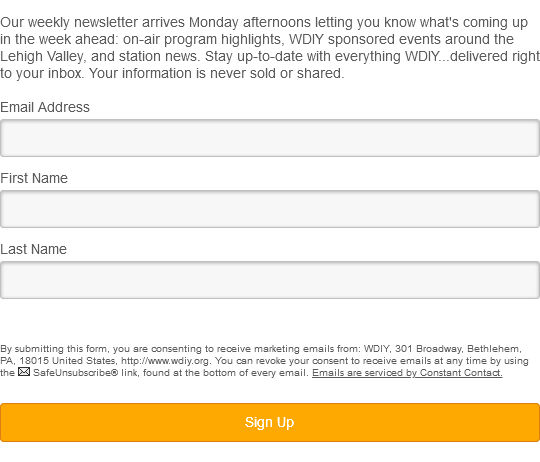 Our weekly newsletter arrives Monday afternoons letting you know what's coming up
in the week ahead: on-air program highlights, WDIY sponsored events around the
Lehigh Valley, and station news. Stay up-to-date with everything WDIY...delivered right
to your inbox. Your information is never sold or shared.
Email Address
First Name
Last Name
By submitting this form, you are consenting to receive marketing emails from: WDIY, 301 Broadway, Bethlehem,
PA, 18015 United States, http://www.wdiy.org. You can revoke your consent to receive emails at any time by using
the SafeUnsubscribe® link, found at the bottom of every email. Emails are serviced by Constant Contact.
Sign Up